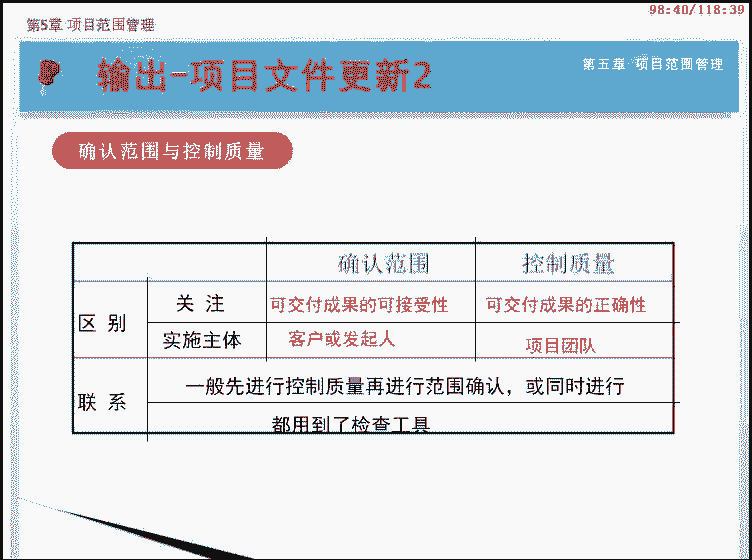 98:40/118:39
第5章 项目范围管理
输出-项目文件更新2
第五章 项目范围管理
确认范围与控制质量
确认范围 控制质量
区 别
关 注 可交付成果的可接受性 可交付成果的正确性
实施主体 客户或发起人 项目团队
联 系
一般先进行控制质量再进行范围确认，或同时进行
都用到了检查工具